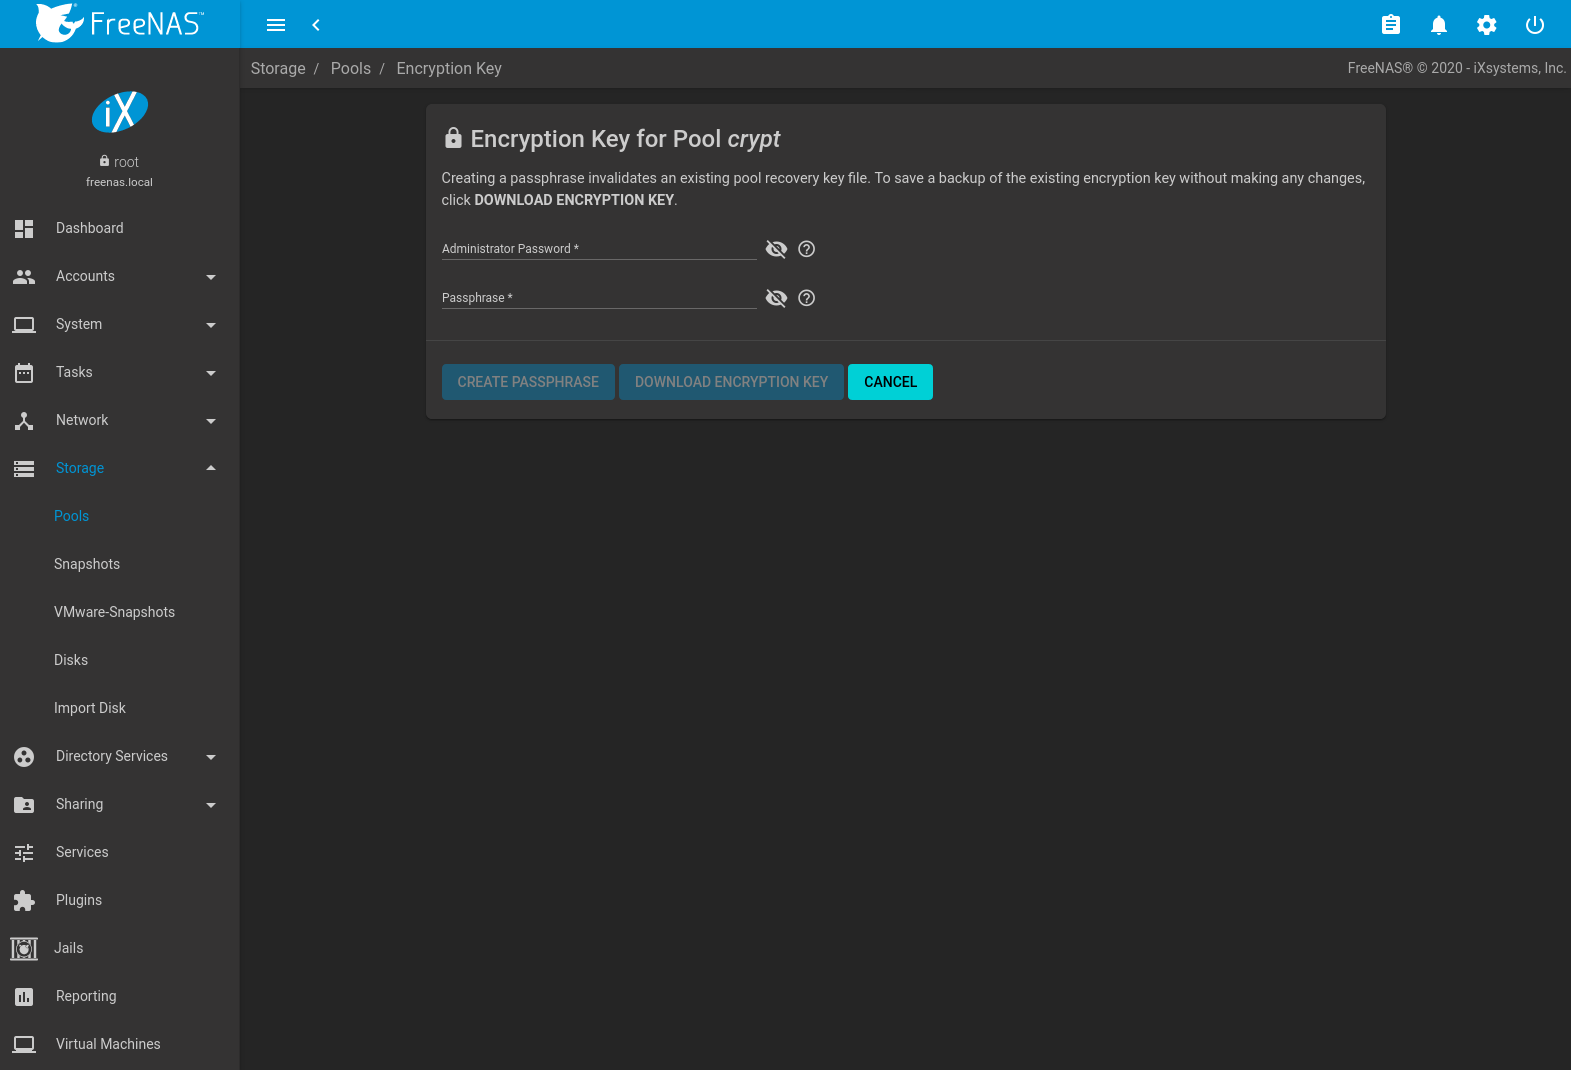 FreeNAS™
Storage / Pools / Encryption Key
FreeNAS® © 2020 - iXsystems, Inc.
iX
root
freenas.local
Dashboard
Accounts
System
Tasks
Network
Storage
Pools
Snapshots
VMware-Snapshots
Disks
Import Disk
Directory Services
Sharing
Services
Plugins
Jails
Reporting
Virtual Machines
Encryption Key for Pool crypt
Creating a passphrase invalidates an existing pool recovery key file. To save a backup of the existing encryption key without making any changes,
click DOWNLOAD ENCRYPTION KEY.
Administrator Password *
Passphrase *
CREATE PASSPHRASE DOWNLOAD ENCRYPTION KEY CANCEL